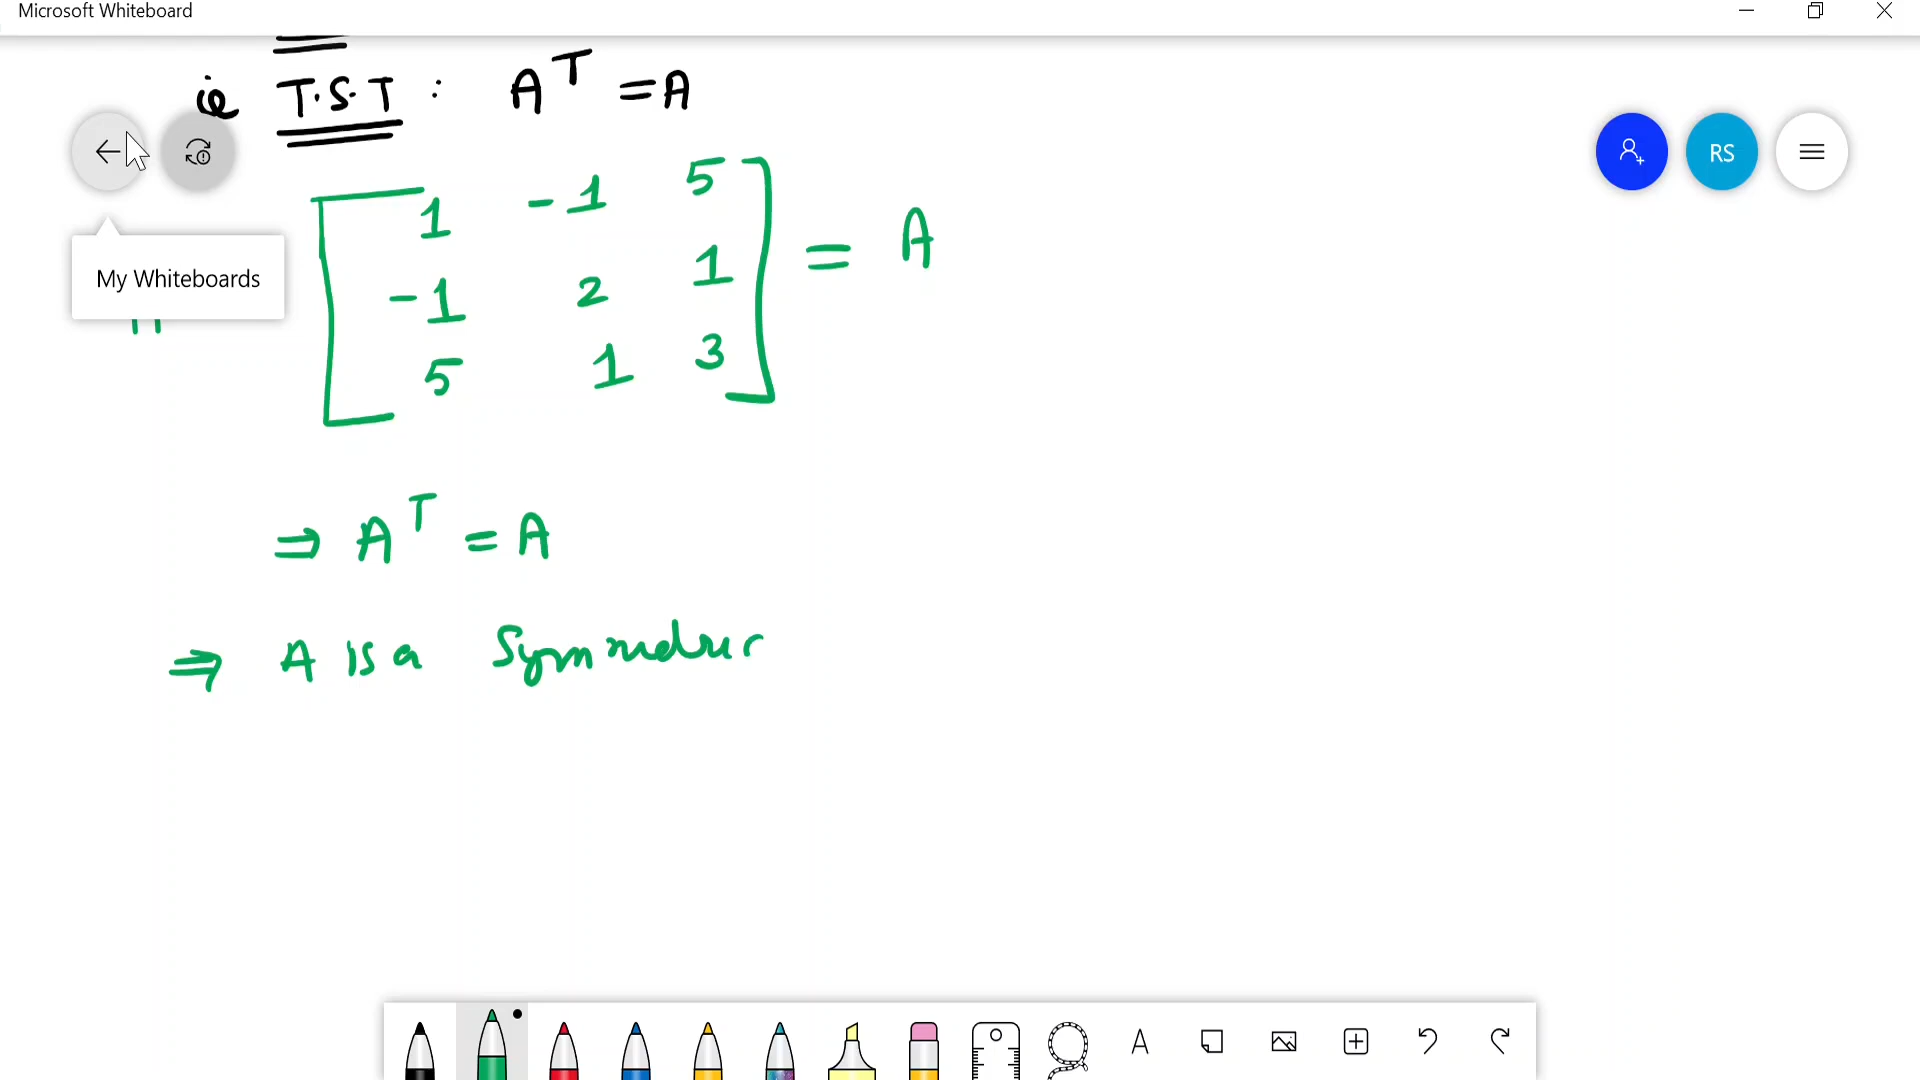 Microsoft Whiteboard
ie T.S.T : A^T = A
RS
My Whiteboards
1 -1 5
-1 2 1 = A
5 1 3
⇒ A^T = A
⇒ A is a Symmetric
A